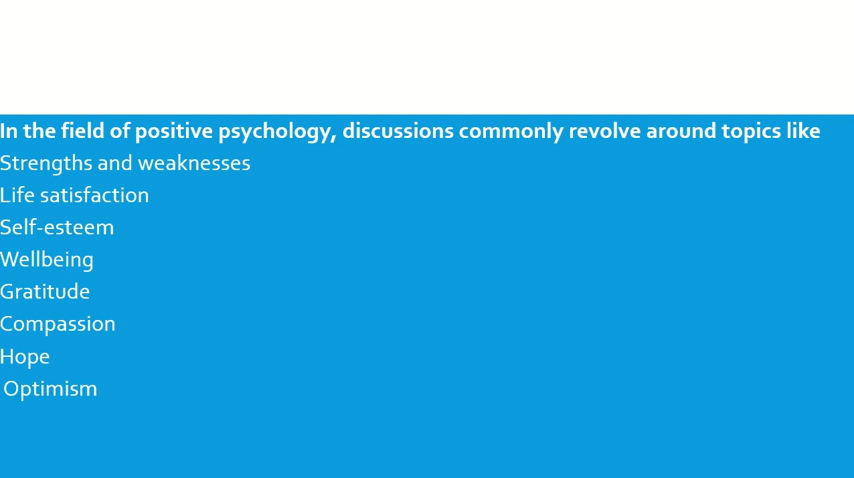 In the field of positive psychology, discussions commonly revolve around topics like
Strengths and weaknesses
Life satisfaction
Self-esteem
Wellbeing
Gratitude
Compassion
Hope
Optimism